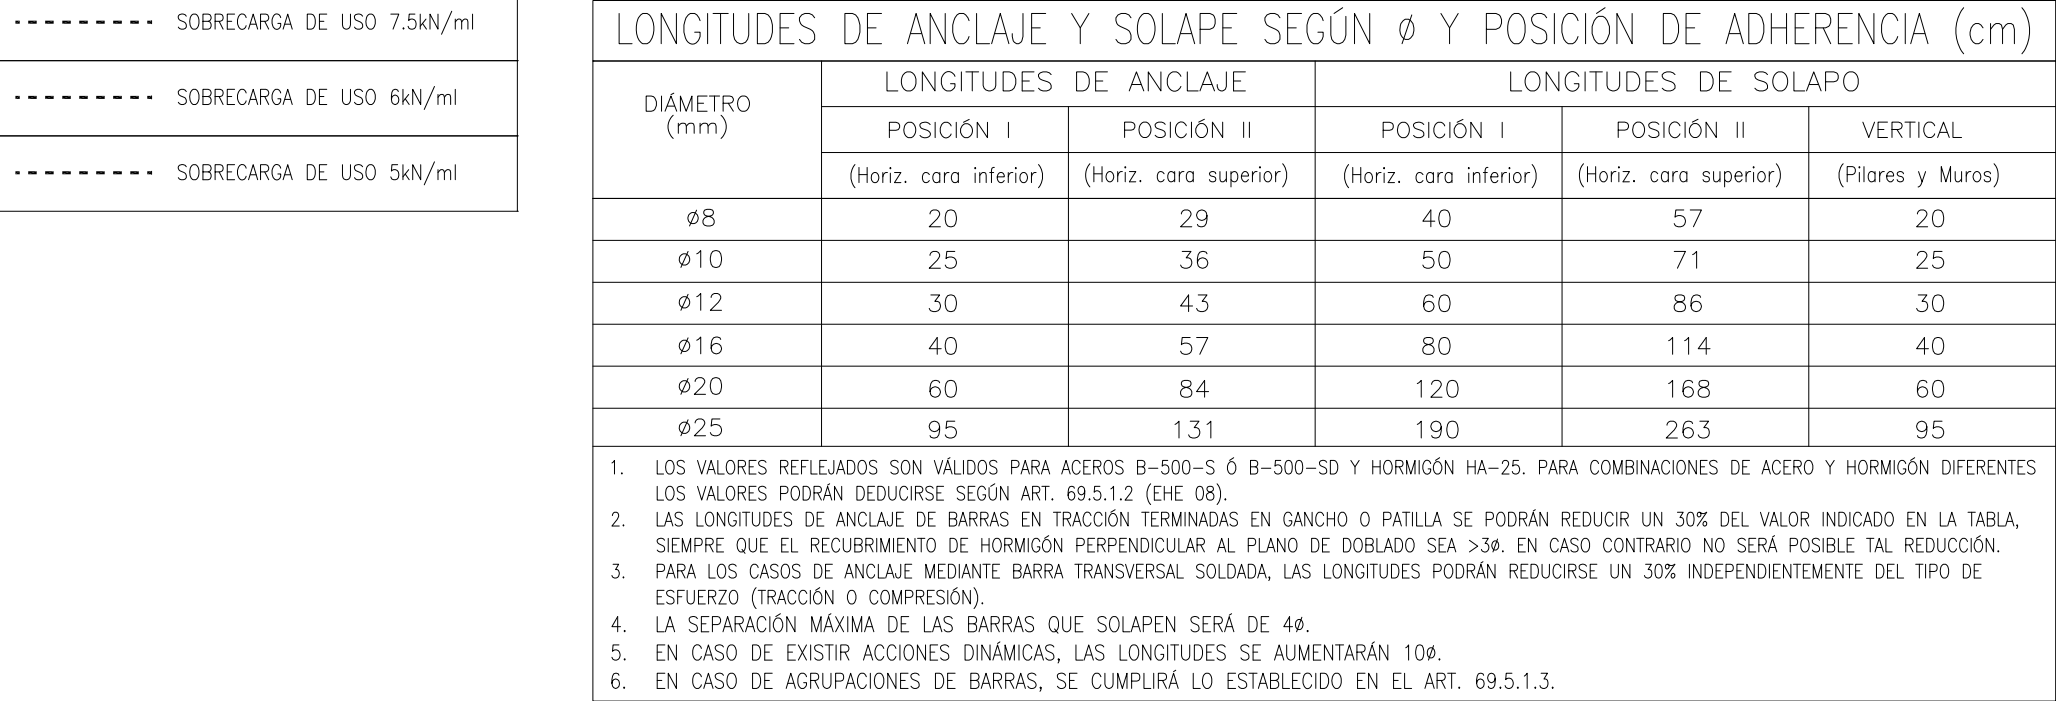 SOBRECARGA DE USO 7.5kN/ml
SOBRECARGA DE USO 6kN/ml
SOBRECARGA DE USO 5kN/ml
LONGITUDES DE ANCLAJE Y SOLAPE SEGÚN ø Y POSICIÓN DE ADHERENCIA (cm)
DIÁMETRO (mm) LONGITUDES DE ANCLAJE LONGITUDES DE SOLAPO
POSICIÓN I POSICIÓN II POSICIÓN I POSICIÓN II VERTICAL
(Horiz. cara inferior) (Horiz. cara superior) (Horiz. cara inferior) (Horiz. cara superior) (Pilares y Muros)
ø8 20 29 40 57 20
ø10 25 36 50 71 25
ø12 30 43 60 86 30
ø16 40 57 80 114 40
ø20 60 84 120 168 60
ø25 95 131 190 263 95
1. LOS VALORES REFLEJADOS SON VÁLIDOS PARA ACEROS B-500-S Ó B-500-SD Y HORMIGÓN HA-25. PARA COMBINACIONES DE ACERO Y HORMIGÓN DIFERENTES
LOS VALORES PODRÁN DEDUCIRSE SEGÚN ART. 69.5.1.2 (EHE 08).
2. LAS LONGITUDES DE ANCLAJE DE BARRAS EN TRACCIÓN TERMINADAS EN GANCHO O PATILLA SE PODRÁN REDUCIR UN 30% DEL VALOR INDICADO EN LA TABLA,
SIEMPRE QUE EL RECUBRIMIENTO DE HORMIGÓN PERPENDICULAR AL PLANO DE DOBLADO SEA >3ø. EN CASO CONTRARIO NO SERÁ POSIBLE TAL REDUCCIÓN.
3. PARA LOS CASOS DE ANCLAJE MEDIANTE BARRA TRANSVERSAL SOLDADA, LAS LONGITUDES PODRÁN REDUCIRSE UN 30% INDEPENDIENTEMENTE DEL TIPO DE
ESFUERZO (TRACCIÓN O COMPRESIÓN).
4. LA SEPARACIÓN MÁXIMA DE LAS BARRAS QUE SOLAPEN SERÁ DE 4ø.
5. EN CASO DE EXISTIR ACCIONES DINÁMICAS, LAS LONGITUDES SE AUMENTARÁN 10ø.
6. EN CASO DE AGRUPACIONES DE BARRAS, SE CUMPLIRÁ LO ESTABLECIDO EN EL ART. 69.5.1.3.